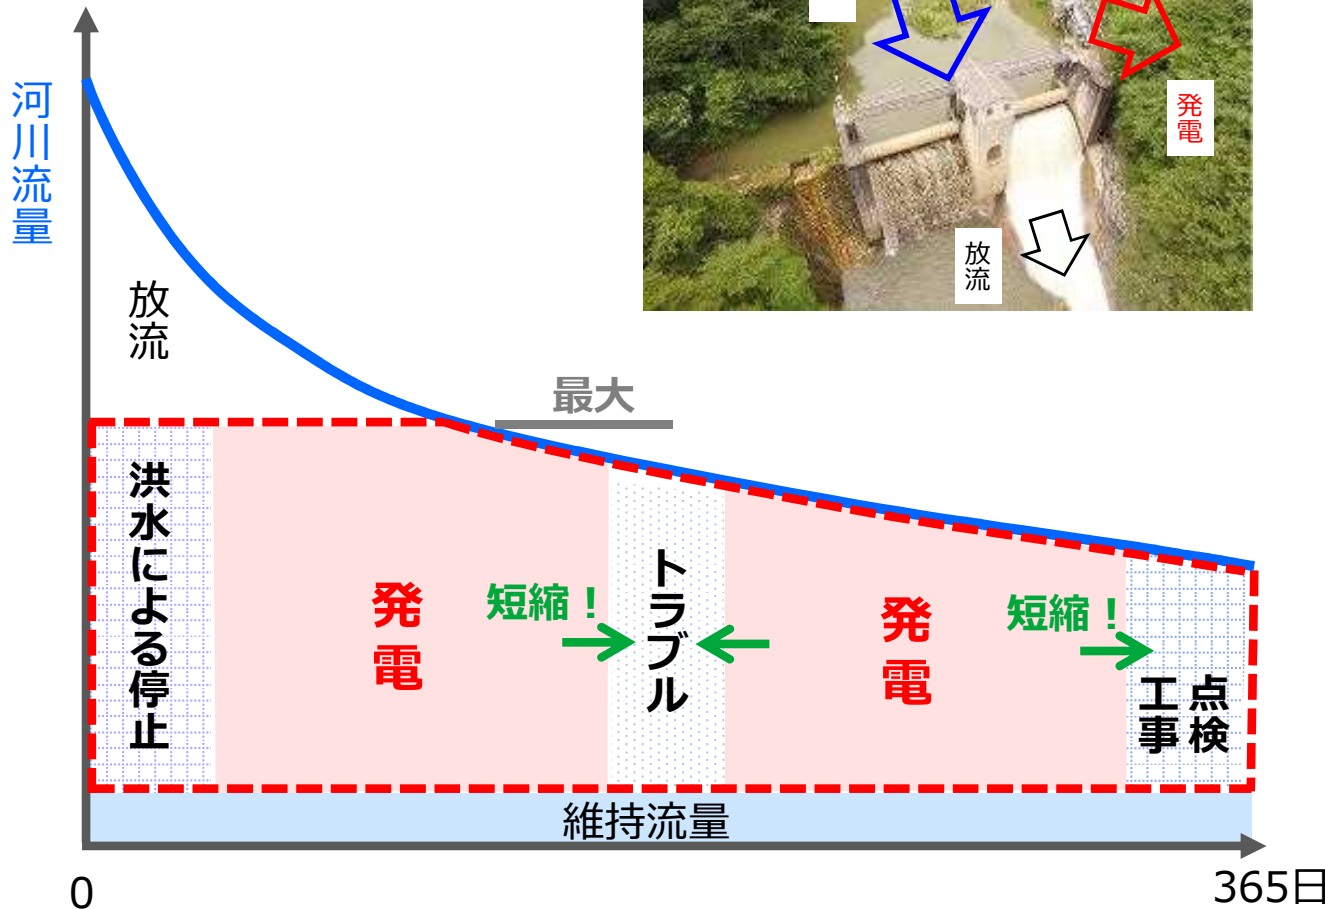 河川流量
放流
発電
放流
最大
洪水による停止
発電
短縮！
トラブル
発電
短縮！
点検
工事
維持流量
0
365日